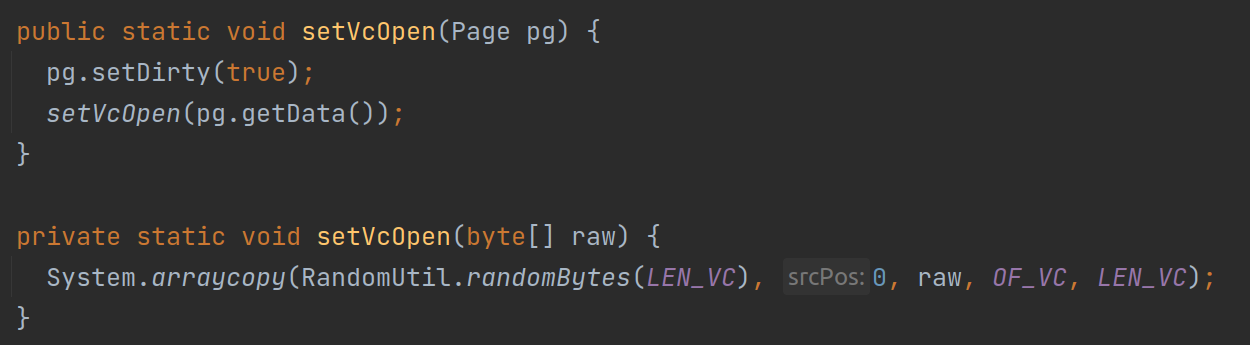 public static void setVcOpen(Page pg) {
  pg.setDirty(true);
  setVcOpen(pg.getData());
}

private static void setVcOpen(byte[] raw) {
  System.arraycopy(RandomUtil.randomBytes(LEN_VC), srcPos: 0, raw, OF_VC, LEN_VC);
}